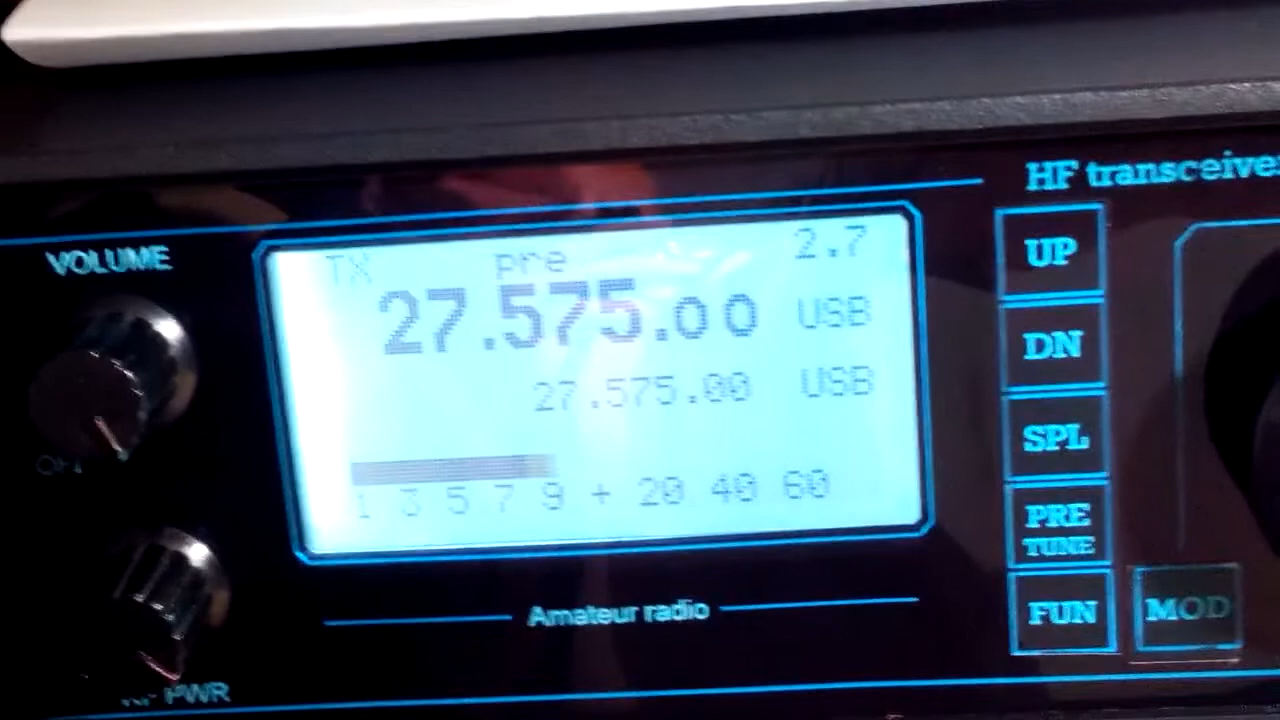 HF transceiver
VOLUME
TX pre 2.7
27.575.00 USB
27.575.00 USB
1 3 5 7 9 + 20 40 60
UP
DN
SPL
PRE
TUNE
FUN
MOD
Amateur radio
PWR